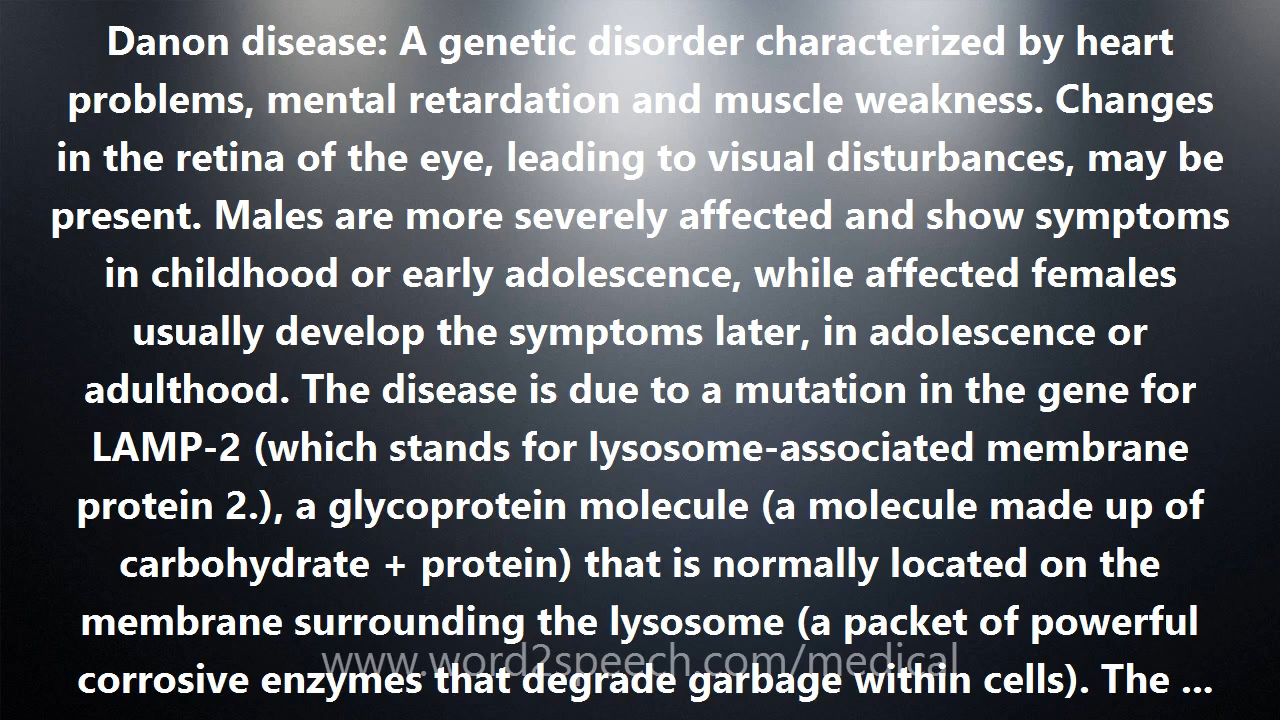 Danon disease: A genetic disorder characterized by heart
problems, mental retardation and muscle weakness. Changes
in the retina of the eye, leading to visual disturbances, may be
present. Males are more severely affected and show symptoms
in childhood or early adolescence, while affected females
usually develop the symptoms later, in adolescence or
adulthood. The disease is due to a mutation in the gene for
LAMP-2 (which stands for lysosome-associated membrane
protein 2.), a glycoprotein molecule (a molecule made up of
carbohydrate + protein) that is normally located on the
membrane surrounding the lysosome (a packet of powerful
www.word2speech.com/medical
corrosive enzymes that degrade garbage within cells). The ...